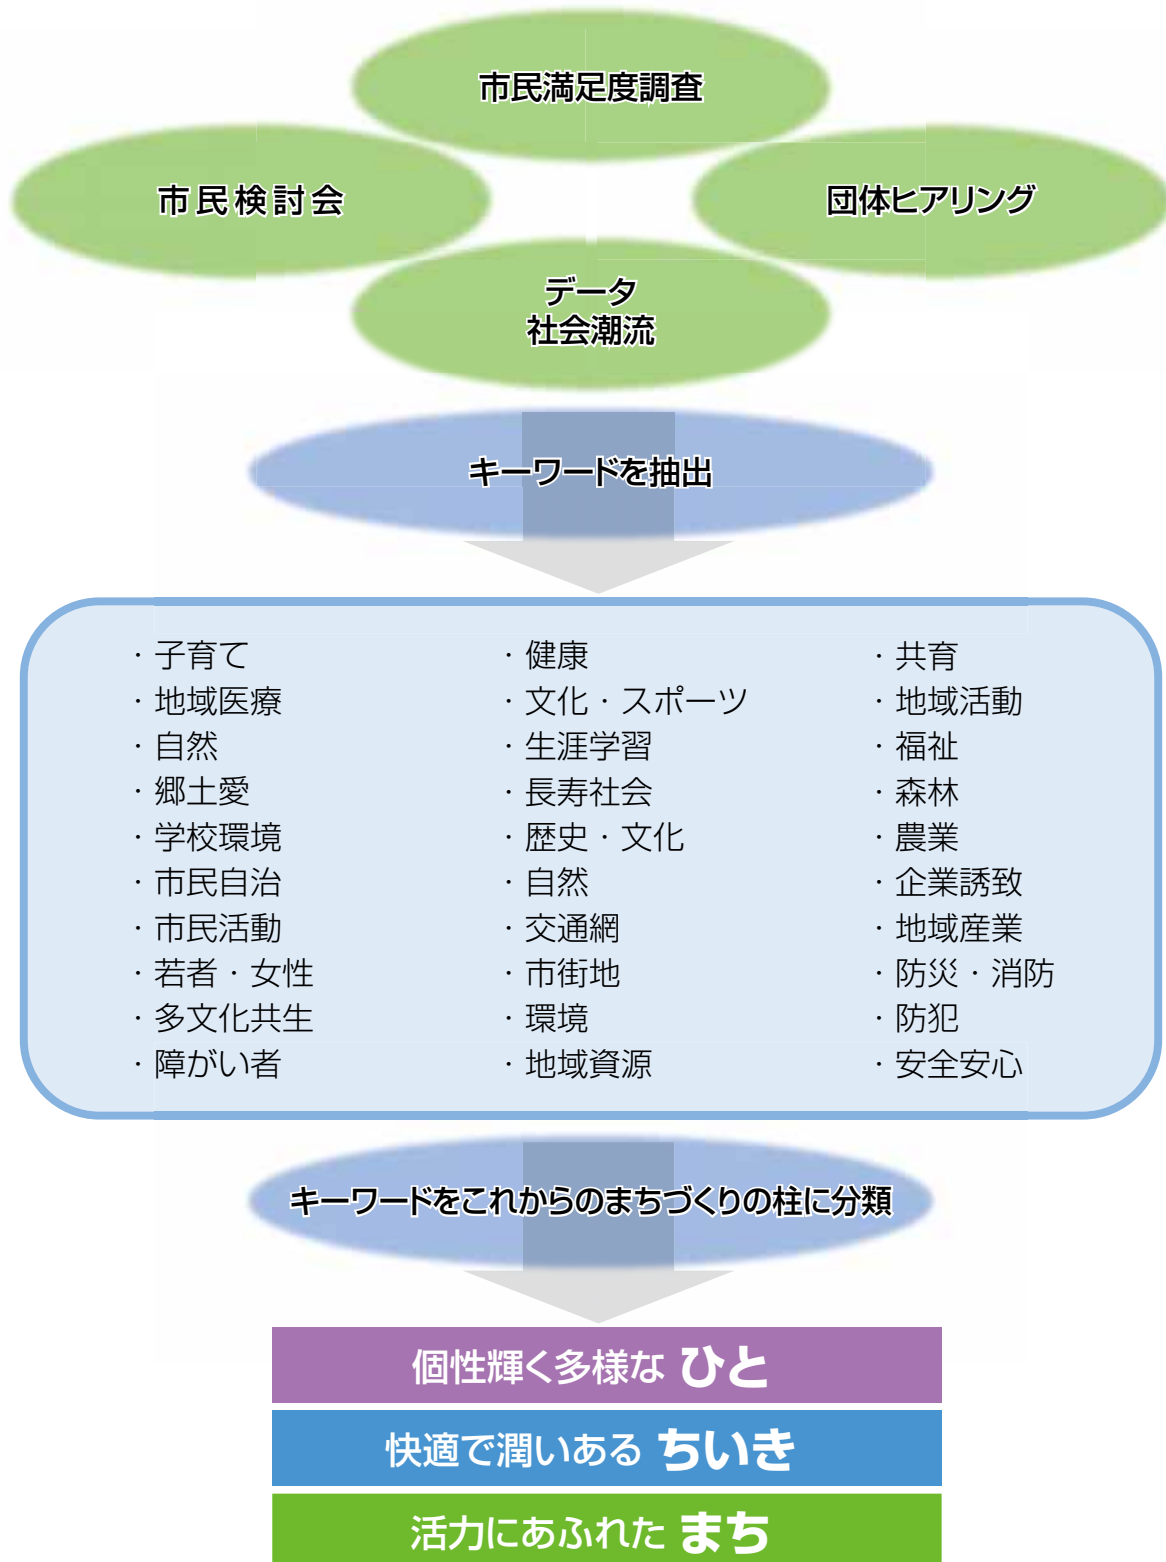 市民満足度調査
市民検討会
団体ヒアリング
データ
社会潮流
キーワードを抽出
・子育て
・地域医療
・自然
・郷土愛
・学校環境
・市民自治
・市民活動
・若者・女性
・多文化共生
・障がい者
・健康
・文化・スポーツ
・生涯学習
・長寿社会
・歴史・文化
・自然
・交通網
・市街地
・環境
・地域資源
・共育
・地域活動
・福祉
・森林
・農業
・企業誘致
・地域産業
・防災・消防
・防犯
・安全安心
キーワードをこれからのまちづくりの柱に分類
個性輝く多様な ひと
快適で潤いある ちいき
活力にあふれた まち